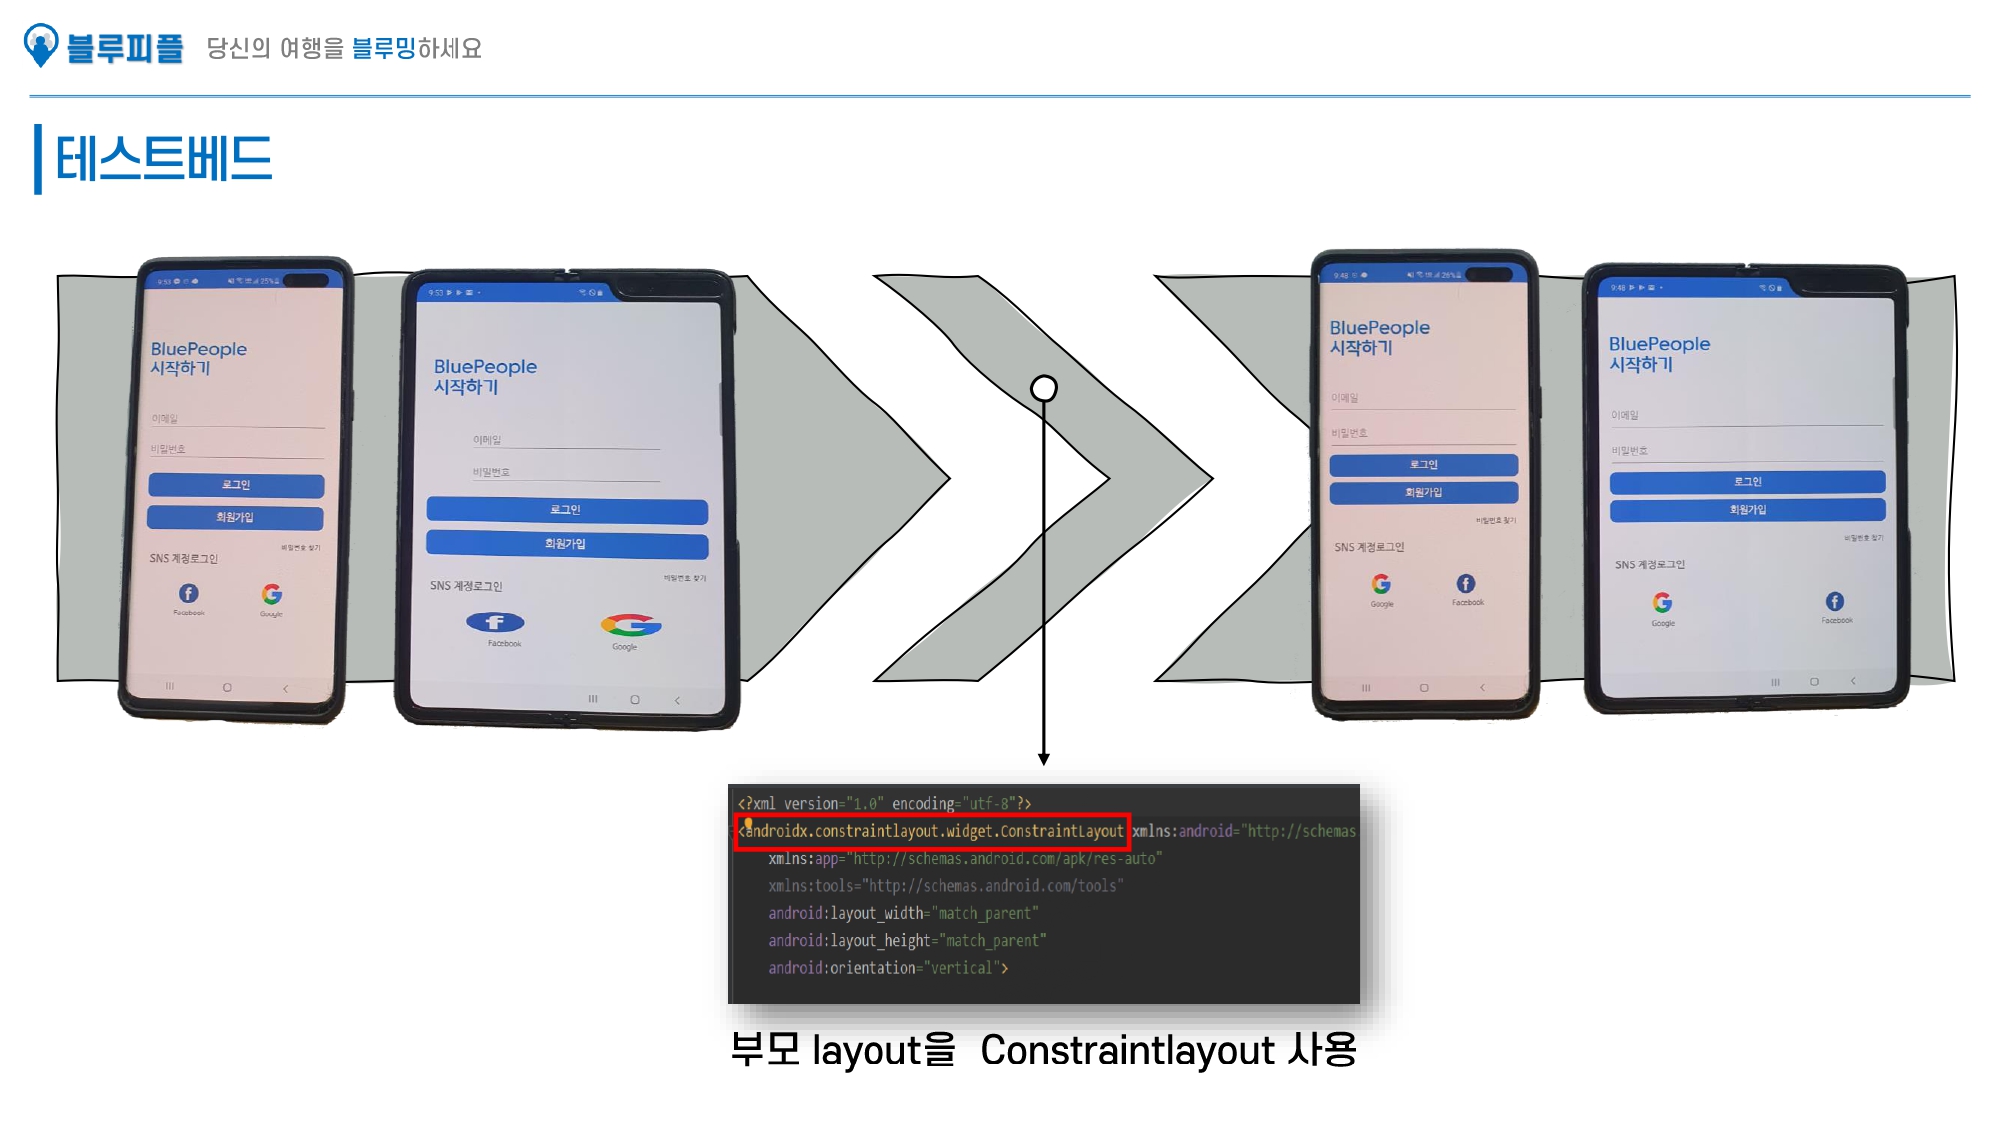 블루피플 당신의 여행을 블루밍하세요
테스트베드
9:53
BluePeople
시작하기
이메일
비밀번호
로그인
회원가입
비밀번호 찾기
SNS 계정로그인
Facebook
Google
9:53
BluePeople
시작하기
이메일
비밀번호
로그인
회원가입
비밀번호 찾기
SNS 계정로그인
Facebook
Google
9:48
BluePeople
시작하기
이메일
비밀번호
로그인
회원가입
비밀번호 찾기
SNS 계정로그인
Google
Facebook
9:48
BluePeople
시작하기
이메일
비밀번호
로그인
회원가입
비밀번호 찾기
SNS 계정로그인
Google
Facebook
<?xml version="1.0" encoding="utf-8"?>
<androidx.constraintlayout.widget.ConstraintLayout xmlns:android="http://schemas
xmlns:app="http://schemas.android.com/apk/res-auto"
xmlns:tools="http://schemas.android.com/tools"
android:layout_width="match_parent"
android:layout_height="match_parent"
android:orientation="vertical">
부모 layout을 Constraintlayout 사용